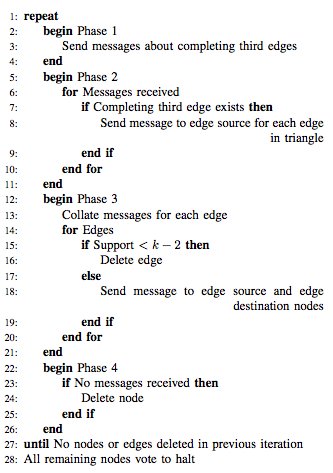 1: repeat
2: begin Phase 1
3: Send messages about completing third edges
4: end
5: begin Phase 2
6: for Messages received
7: if Completing third edge exists then
8: Send message to edge source for each edge
in triangle
9: end if
10: end for
11: end
12: begin Phase 3
13: Collate messages for each edge
14: for Edges
15: if Support < k − 2 then
16: Delete edge
17: else
18: Send message to edge source and edge
destination nodes
19: end if
20: end for
21: end
22: begin Phase 4
23: if No messages received then
24: Delete node
25: end if
26: end
27: until No nodes or edges deleted in previous iteration
28: All remaining nodes vote to halt